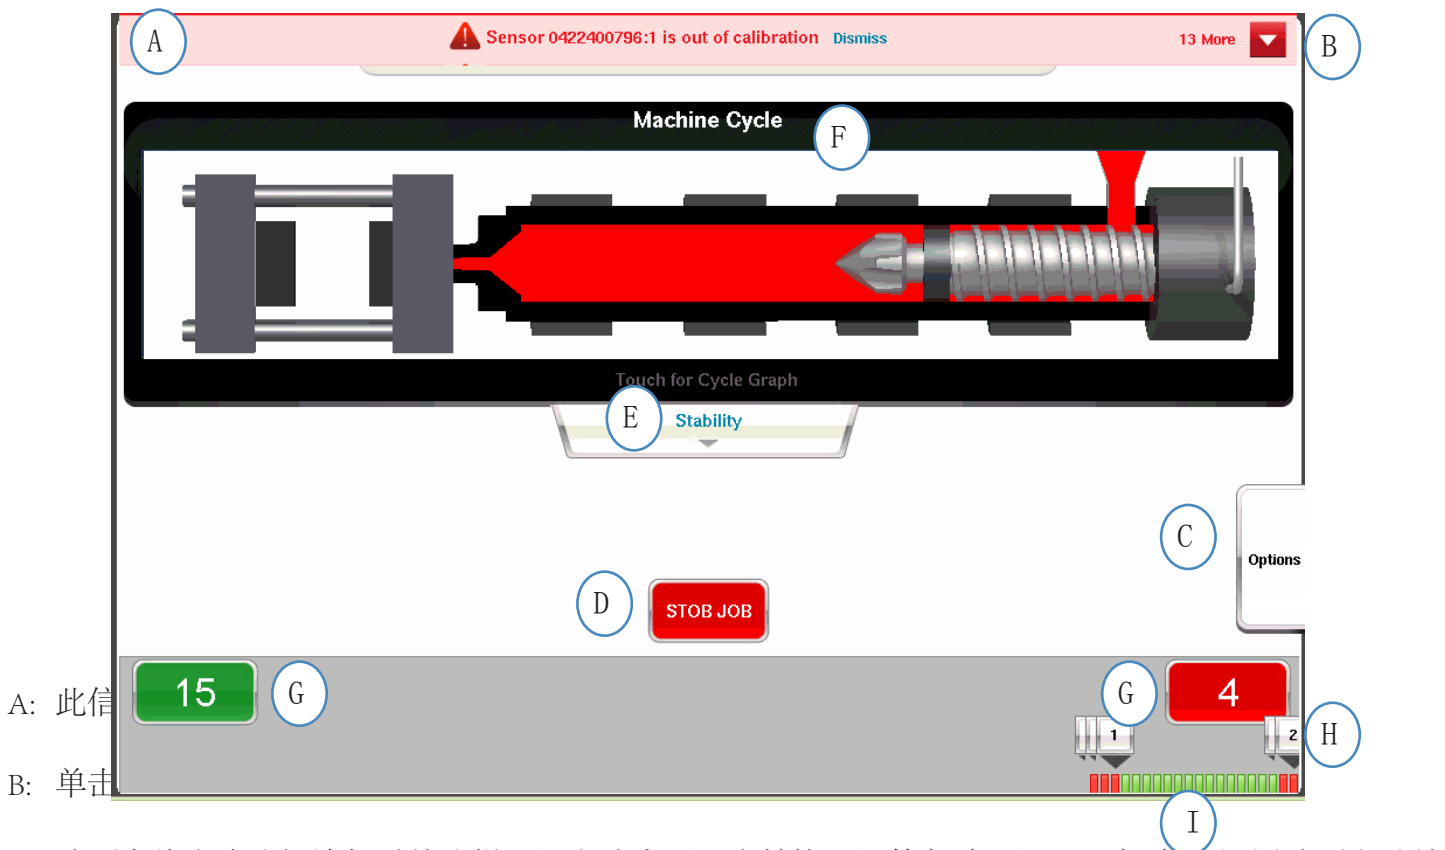 A
Sensor 0422400796:1 is out of calibration Dismiss
13 More
B
Machine Cycle
F
Touch for Cycle Graph
E
Stability
C
Options
D
STOB JOB
15
G
G
4
A: 此信
1
2
H
B: 单击
I